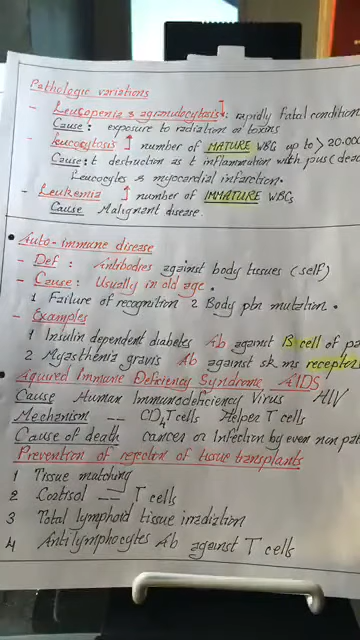 Pathologic variations
- Leucopenia & agranulocytosis ↓: rapidly fatal condition
Cause: exposure to radiation or toxins
- Leucocytosis ↑ number of MATURE WBC up to > 20.000
Cause: t destruction as t inflammation with pus (dead
Leucocytes & myocardial infarction.
- Leukemia ↑ number of IMMATURE WBCs
Cause Malignant disease.
• Auto-immune disease
- Def : Antibodies against body tissues (self)
- Cause: Usually in old age.
1 Failure of recognition 2 Body ptn mutation.
- Examples
1 Insulin dependent diabetes Ab against B cell of pa
2 Myasthenia gravis Ab against sk ms receptor
• Aquired Immune Deficiency Syndrome AIDS
Cause Human Immunodeficiency Virus HIV
Mechanism --- CD4 T cells Helper T cells
Cause of death cancer or Infection by even non pat
Prevention of rejection of tissue transplants
1 Tissue matching
2 Cortisol --- T cells
3 Total lymphoid tissue irradiation
4 Antilymphocytes Ab against T cells